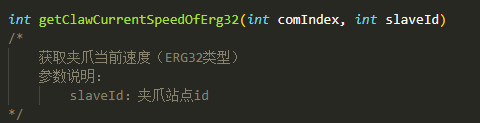 int getClawCurrentSpeedOfErg32(int comIndex, int slaveId)
/*
获取夹爪当前速度（ERG32类型）
参数说明：
slaveId：夹爪站点id
*/